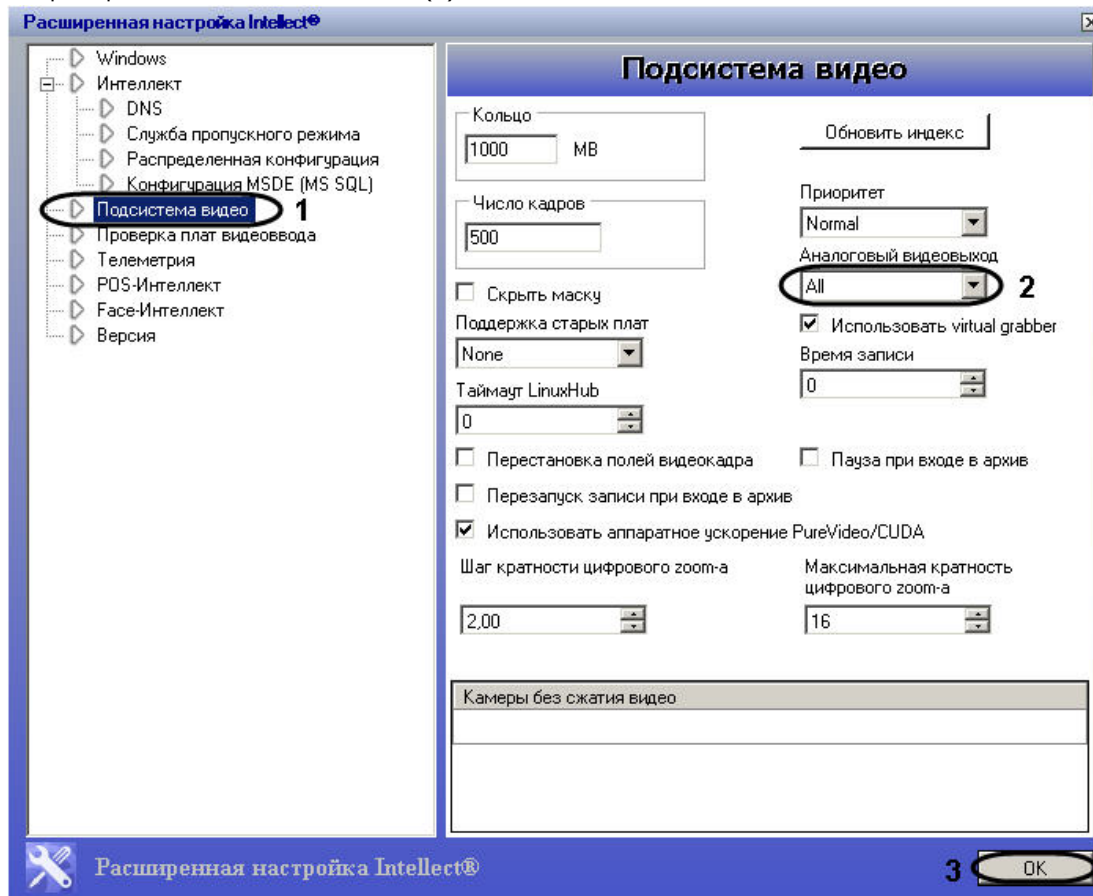 Расширенная настройка Intellect®
Windows
Интеллект
DNS
Служба пропускного режима
Распределенная конфигурация
Конфигурация MSDE (MS SQL)
Подсистема видео 1
Проверка плат видеоввода
Телеметрия
POS-Интеллект
Face-Интеллект
Версия
Подсистема видео
Кольцо
1000 MB
Обновить индекс
Число кадров
500
Приоритет
Normal
Аналоговый видеовыход
All 2
Скрыть маску
Использовать virtual grabber
Поддержка старых плат
None
Время записи
0
Таймаут LinuxHub
0
Перестановка полей видеокадра
Пауза при входе в архив
Перезапуск записи при входе в архив
Использовать аппаратное ускорение PureVideo/CUDA
Шаг кратности цифрового zoom-а
2,00
Максимальная кратность
цифрового zoom-а
16
Камеры без сжатия видео
Расширенная настройка Intellect®
3 OK